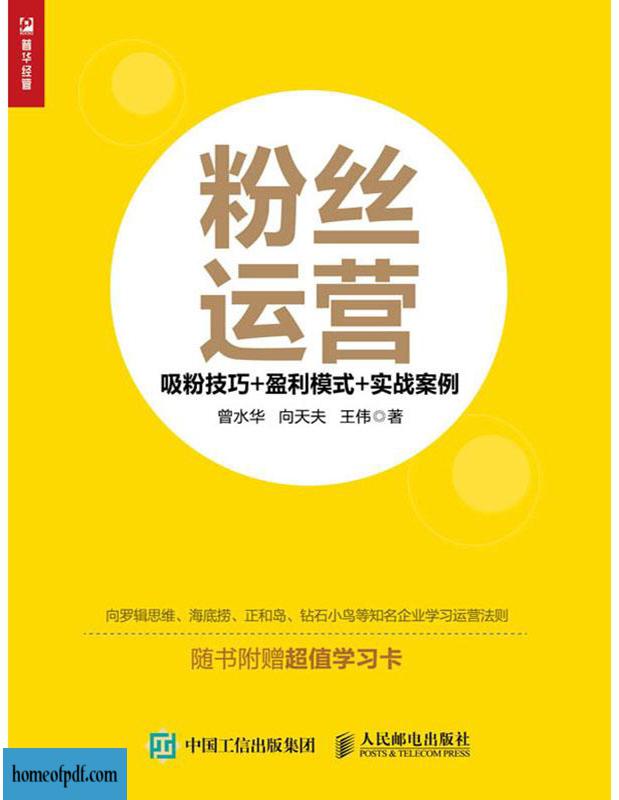 普华经管
粉丝
运营
吸粉技巧+盈利模式+实战案例
曾水华 向天夫 王伟◎著
向罗辑思维、海底捞、正和岛、钻石小鸟等知名企业学习运营法则
随书附赠超值学习卡
中国工信出版集团
人民邮电出版社
POSTS & TELECOM PRESS
homeofpdf.com